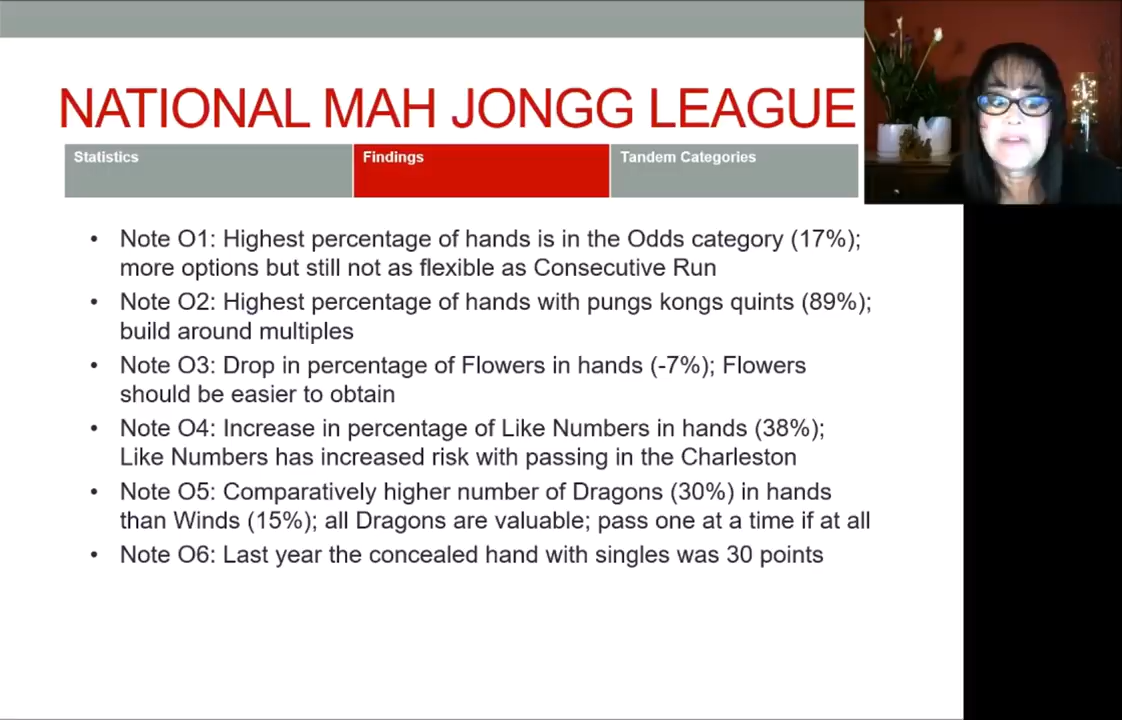 NATIONAL MAH JONGG LEAGUE
Statistics
Findings
Tandem Categories
• Note O1: Highest percentage of hands is in the Odds category (17%);
more options but still not as flexible as Consecutive Run
• Note O2: Highest percentage of hands with pungs kongs quints (89%);
build around multiples
• Note O3: Drop in percentage of Flowers in hands (-7%); Flowers
should be easier to obtain
• Note O4: Increase in percentage of Like Numbers in hands (38%);
Like Numbers has increased risk with passing in the Charleston
• Note O5: Comparatively higher number of Dragons (30%) in hands
than Winds (15%); all Dragons are valuable; pass one at a time if at all
• Note O6: Last year the concealed hand with singles was 30 points